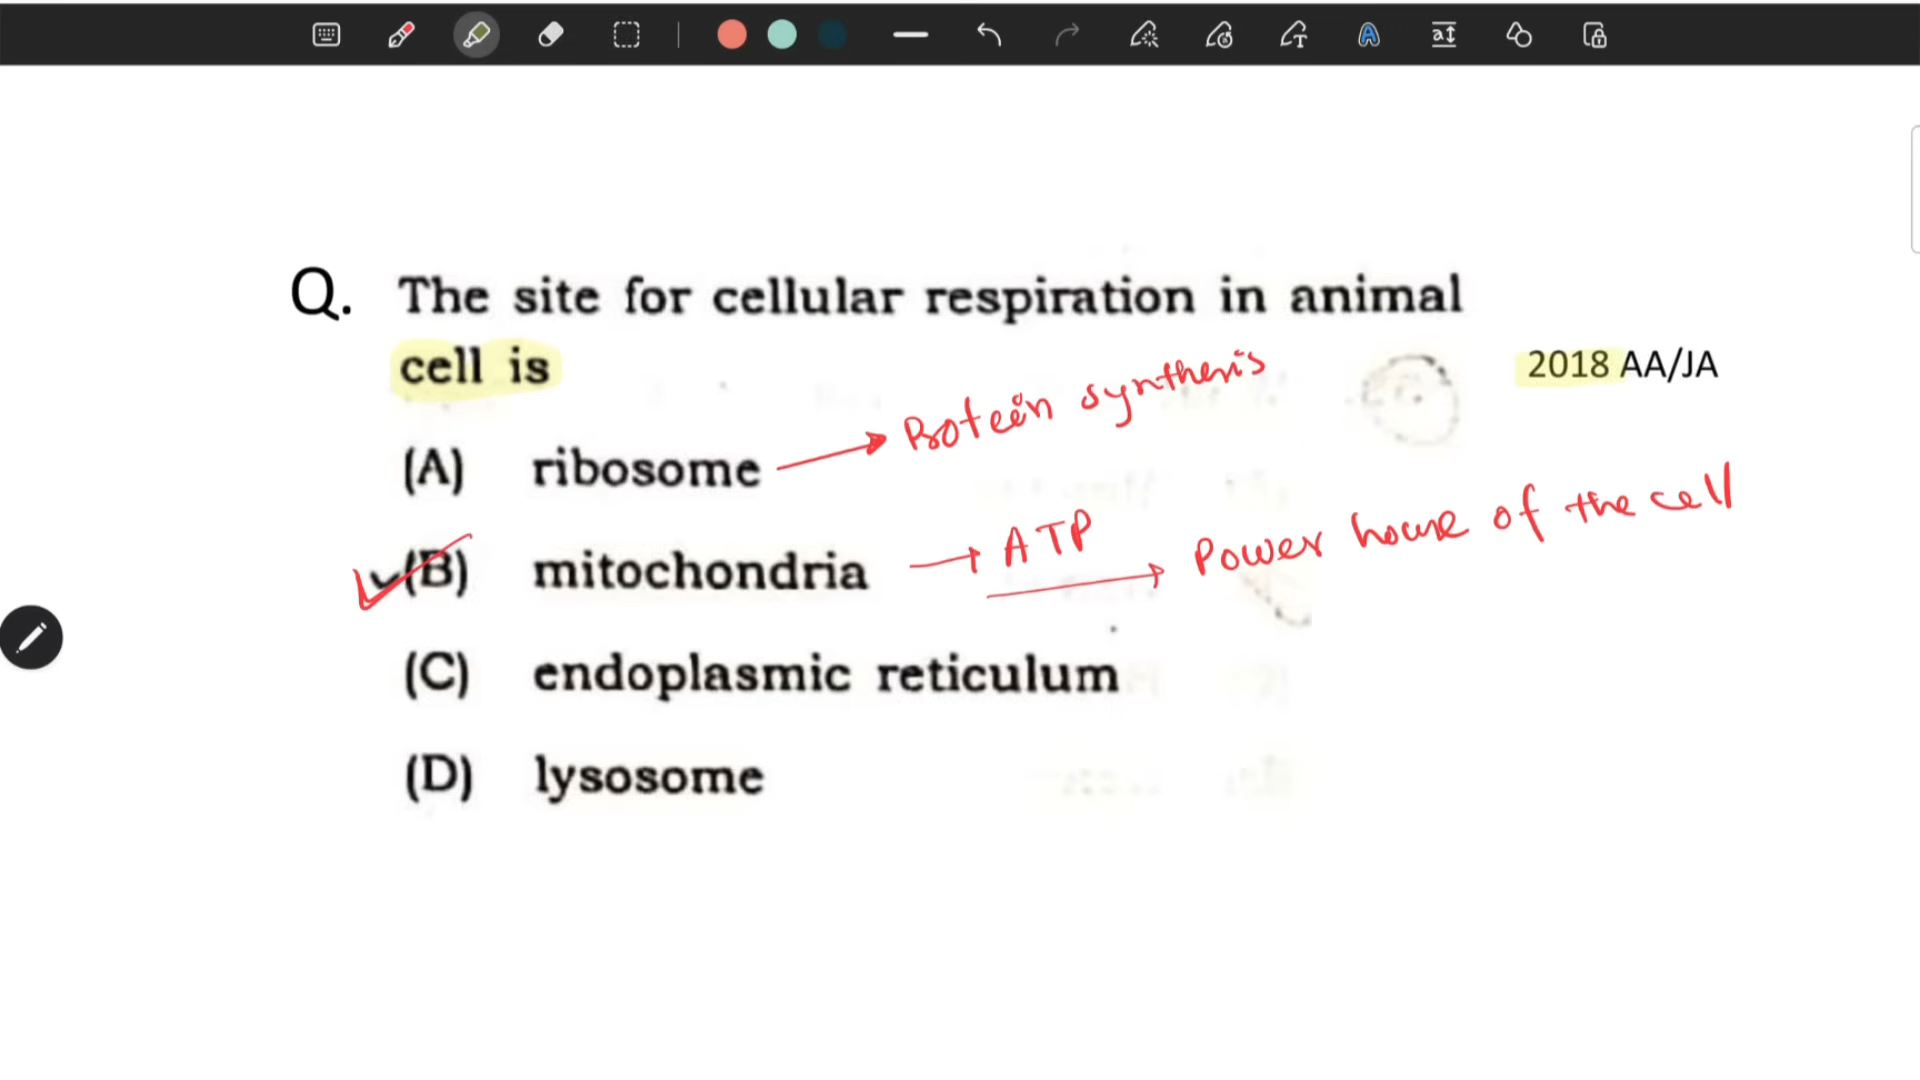 Q. The site for cellular respiration in animal
cell is
2018 AA/JA
(A) ribosome → Protein synthesis
(B) mitochondria → ATP → Power house of the cell
(C) endoplasmic reticulum
(D) lysosome